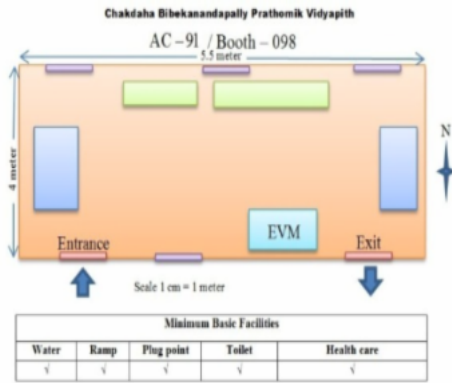 Chakdaha Bibekanandapally Prathomik Vidyapith
AC – 91 / Booth – 098
5.5 meter
4 meter
N
EVM
Entrance
Exit
Scale 1 cm = 1 meter
Minimum Basic Facilities
Water Ramp Plug point Toilet Health care
√ √ √ √ √